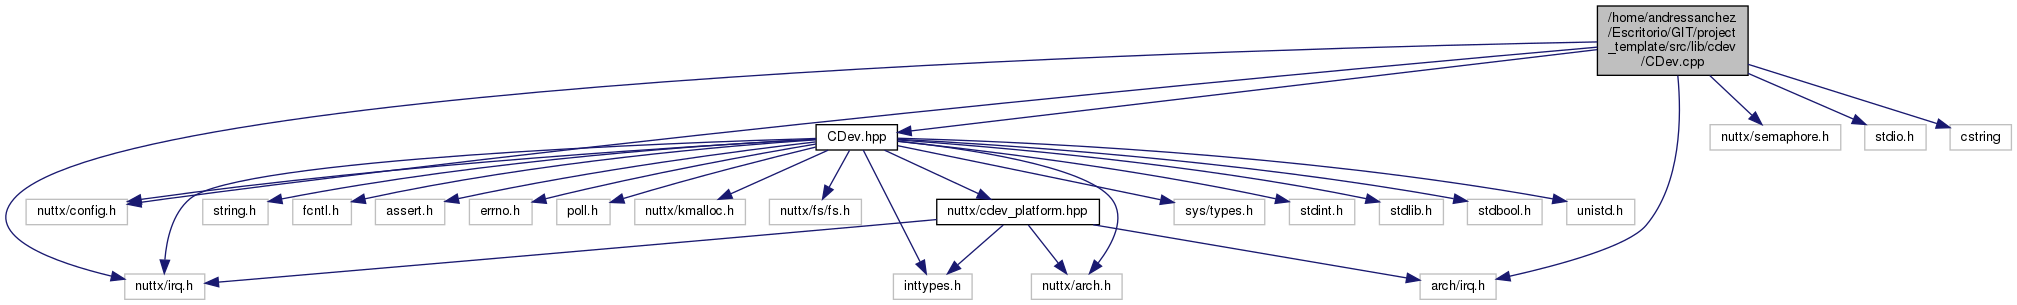 /home/andressanchez
/Escritorio/GIT/project
_template/src/lib/cdev
/CDev.cpp
CDev.hpp
nuttx/semaphore.h
stdio.h
cstring
nuttx/config.h
string.h
fcntl.h
assert.h
errno.h
poll.h
nuttx/kmalloc.h
nuttx/fs/fs.h
nuttx/cdev_platform.hpp
sys/types.h
stdint.h
stdlib.h
stdbool.h
unistd.h
nuttx/irq.h
inttypes.h
nuttx/arch.h
arch/irq.h